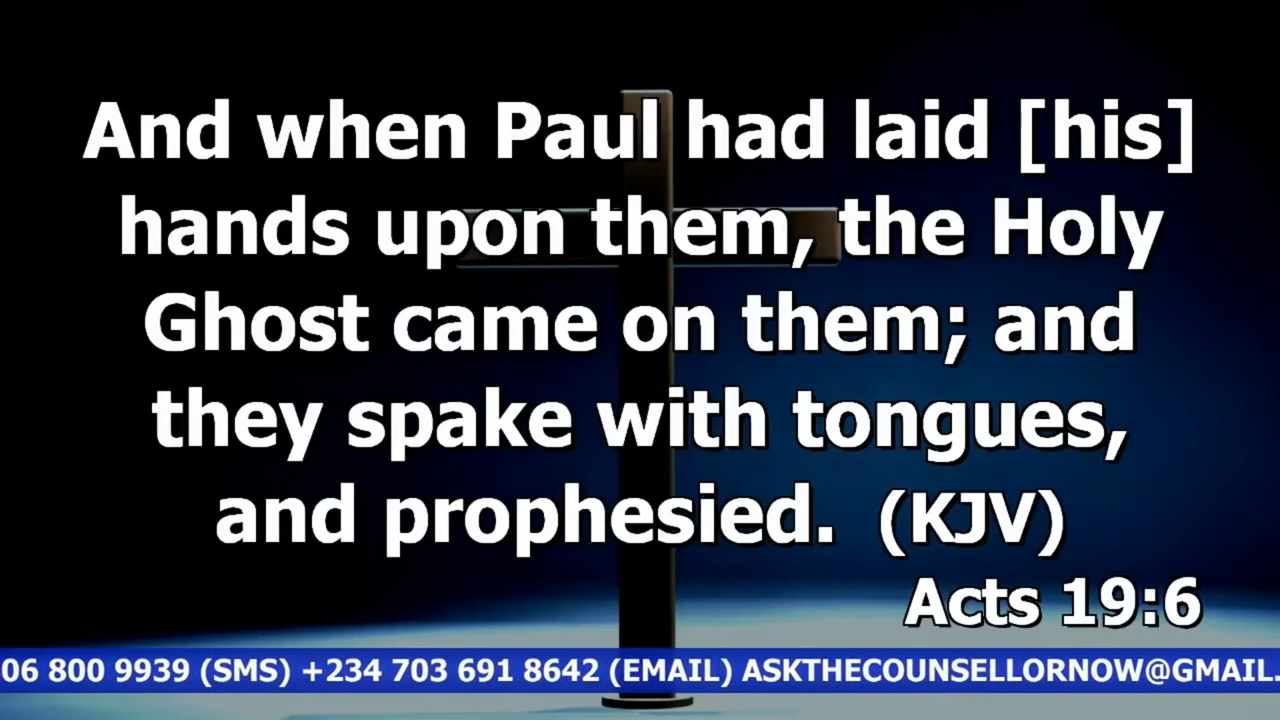 And when Paul had laid [his]
hands upon them, the Holy
Ghost came on them; and
they spake with tongues,
and prophesied. (KJV)
Acts 19:6
06 800 9939 (SMS) +234 703 691 8642 (EMAIL) ASKTHECOUNSELLORNOW@GMAIL.